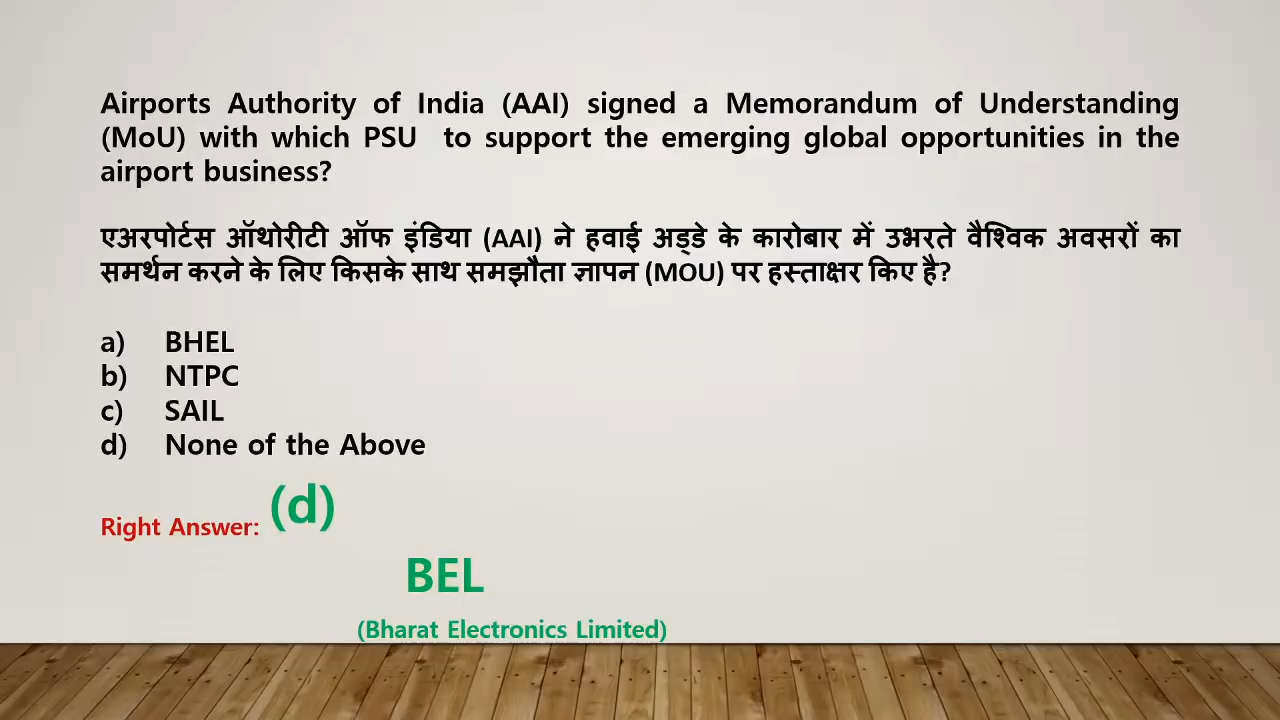 Airports Authority of India (AAI) signed a Memorandum of Understanding
(MoU) with which PSU to support the emerging global opportunities in the
airport business?
एअरपोर्टस ऑथोरीटी ऑफ इंडिया (AAI) ने हवाई अड्डे के कारोबार में उभरते वैश्विक अवसरों का
समर्थन करने के लिए किसके साथ समझौता ज्ञापन (MOU) पर हस्ताक्षर किए है?
a) BHEL
b) NTPC
c) SAIL
d) None of the Above
Right Answer: (d)
BEL
(Bharat Electronics Limited)